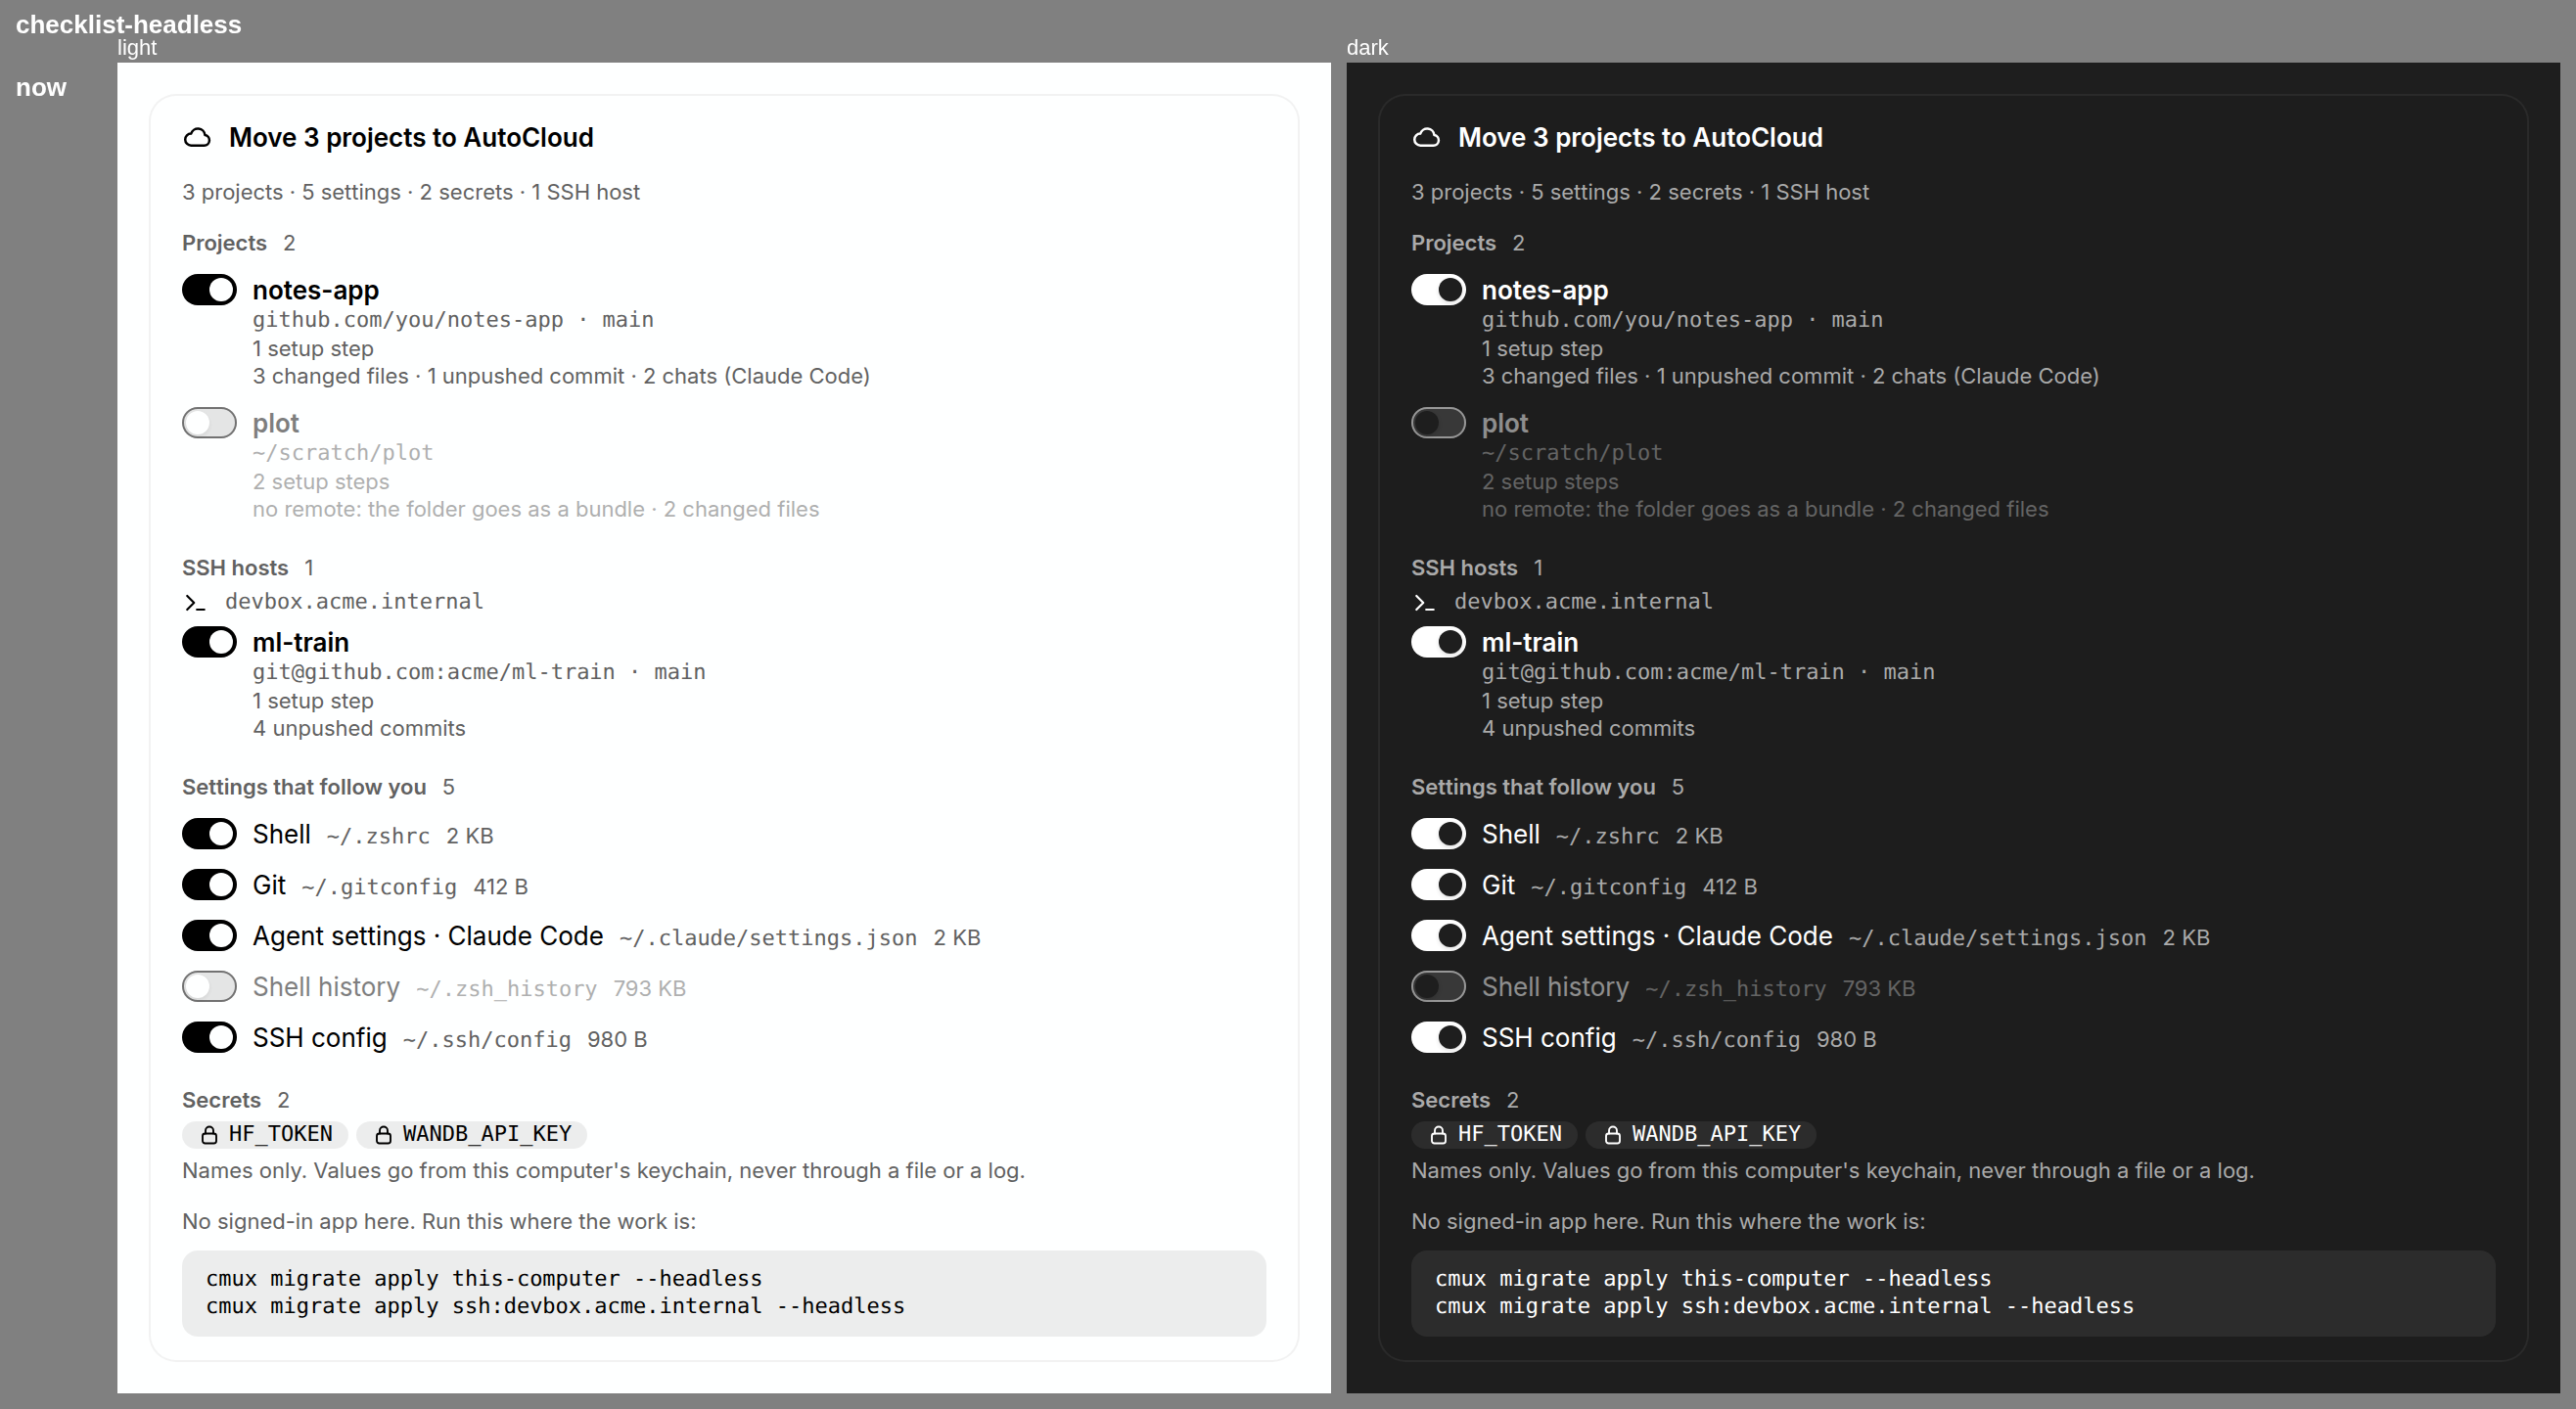 checklist-headless
light
now
Move 3 projects to AutoCloud
3 projects · 5 settings · 2 secrets · 1 SSH host
Projects 2
notes-app
github.com/you/notes-app · main
1 setup step
3 changed files · 1 unpushed commit · 2 chats (Claude Code)
plot
~/scratch/plot
2 setup steps
no remote: the folder goes as a bundle · 2 changed files
SSH hosts 1
>_ devbox.acme.internal
ml-train
git@github.com:acme/ml-train · main
1 setup step
4 unpushed commits
Settings that follow you 5
Shell ~/.zshrc 2 KB
Git ~/.gitconfig 412 B
Agent settings · Claude Code ~/.claude/settings.json 2 KB
Shell history ~/.zsh_history 793 KB
SSH config ~/.ssh/config 980 B
Secrets 2
HF_TOKEN WANDB_API_KEY
Names only. Values go from this computer's keychain, never through a file or a log.
No signed-in app here. Run this where the work is:
cmux migrate apply this-computer --headless
cmux migrate apply ssh:devbox.acme.internal --headless
dark
Move 3 projects to AutoCloud
3 projects · 5 settings · 2 secrets · 1 SSH host
Projects 2
notes-app
github.com/you/notes-app · main
1 setup step
3 changed files · 1 unpushed commit · 2 chats (Claude Code)
plot
~/scratch/plot
2 setup steps
no remote: the folder goes as a bundle · 2 changed files
SSH hosts 1
>_ devbox.acme.internal
ml-train
git@github.com:acme/ml-train · main
1 setup step
4 unpushed commits
Settings that follow you 5
Shell ~/.zshrc 2 KB
Git ~/.gitconfig 412 B
Agent settings · Claude Code ~/.claude/settings.json 2 KB
Shell history ~/.zsh_history 793 KB
SSH config ~/.ssh/config 980 B
Secrets 2
HF_TOKEN WANDB_API_KEY
Names only. Values go from this computer's keychain, never through a file or a log.
No signed-in app here. Run this where the work is:
cmux migrate apply this-computer --headless
cmux migrate apply ssh:devbox.acme.internal --headless